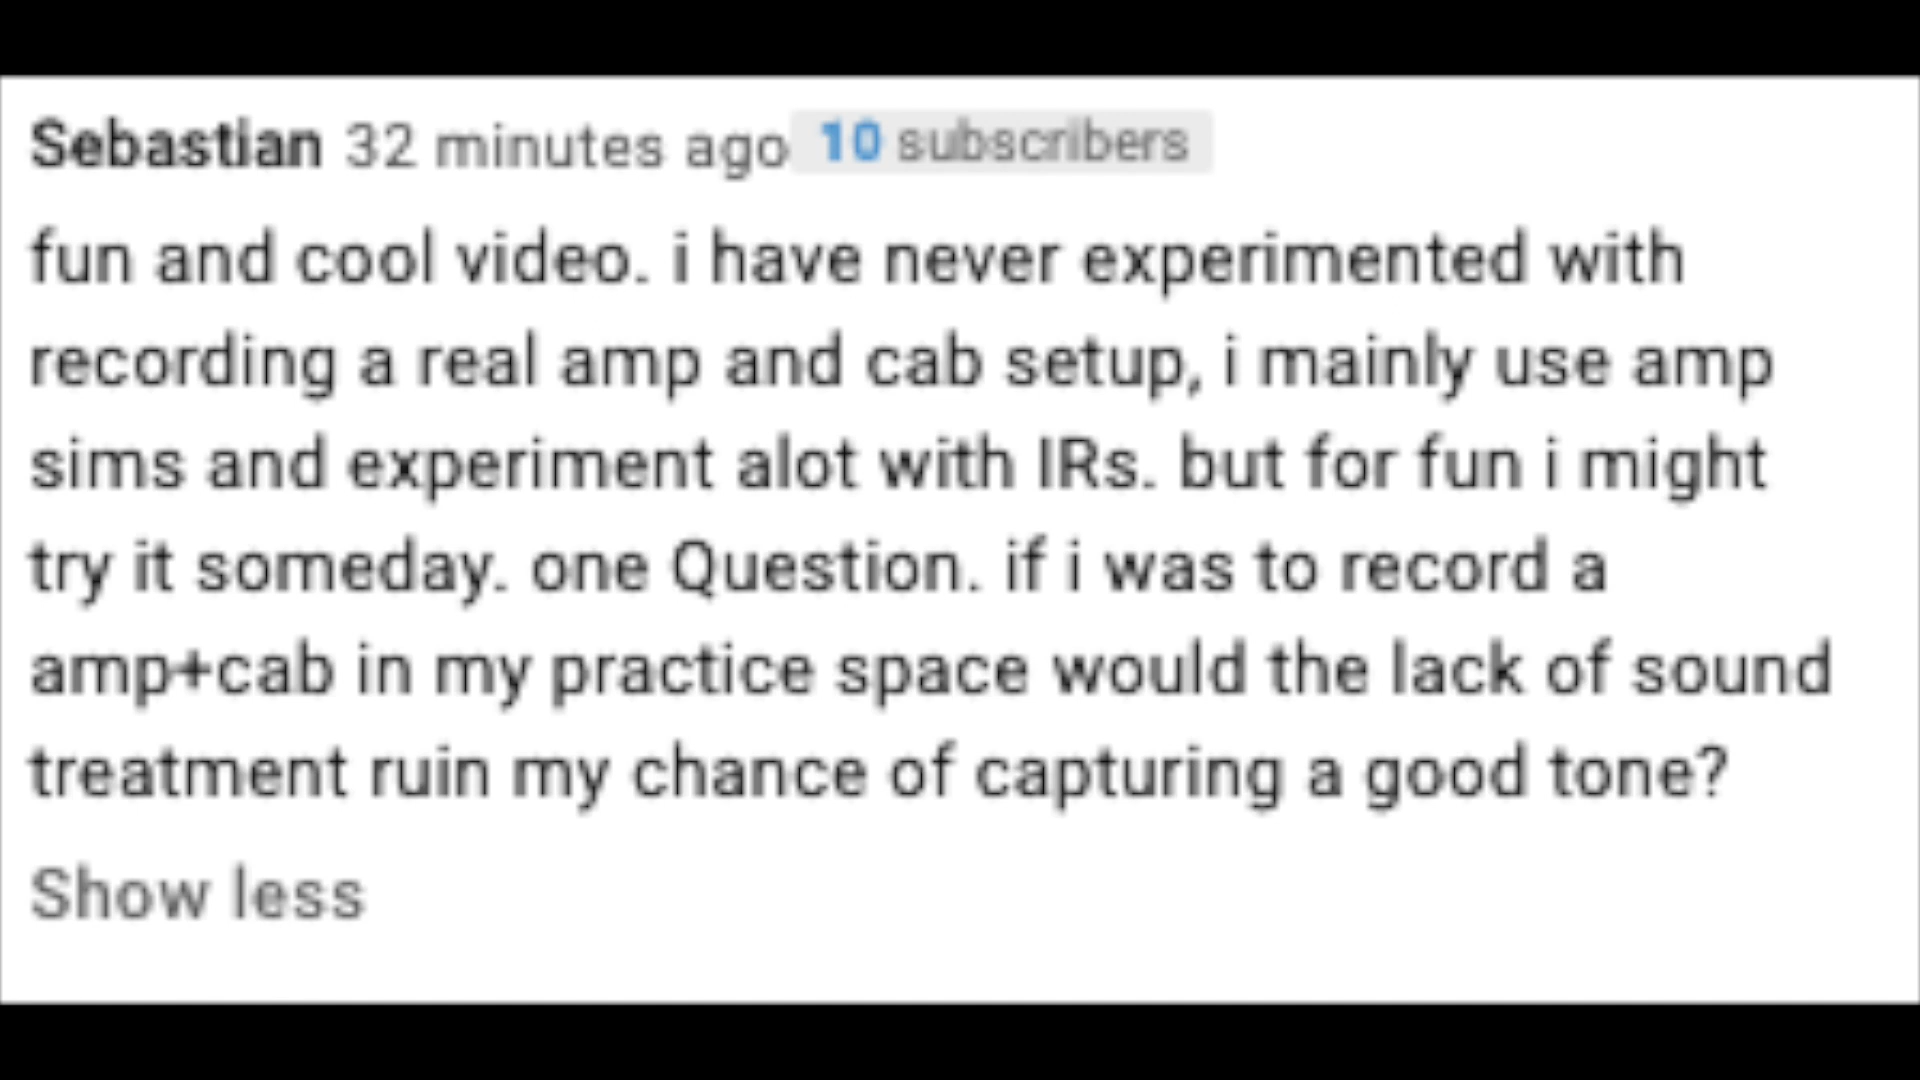 Sebastian 32 minutes ago 10 subscribers
fun and cool video. i have never experimented with
recording a real amp and cab setup, i mainly use amp
sims and experiment alot with IRs. but for fun i might
try it someday. one Question. if i was to record a
amp+cab in my practice space would the lack of sound
treatment ruin my chance of capturing a good tone?
Show less